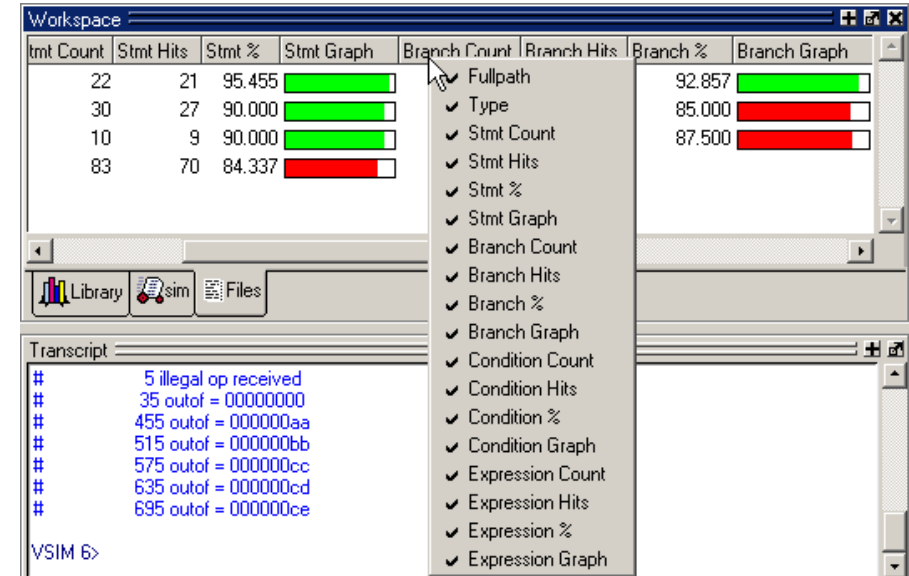 Workspace
tmt Count Stmt Hits Stmt % Stmt Graph Branch Count Branch Hits Branch % Branch Graph
22 21 95.455 92.857
30 27 90.000 85.000
10 9 90.000 87.500
83 70 84.337
Fullpath
Type
Stmt Count
Stmt Hits
Stmt %
Stmt Graph
Branch Count
Branch Hits
Branch %
Branch Graph
Condition Count
Condition Hits
Condition %
Condition Graph
Expression Count
Expression Hits
Expression %
Expression Graph
Library sim Files
Transcript
# 5 illegal op received
# 35 outof = 00000000
# 455 outof = 000000aa
# 515 outof = 000000bb
# 575 outof = 000000cc
# 635 outof = 000000cd
# 695 outof = 000000ce
VSIM 6>